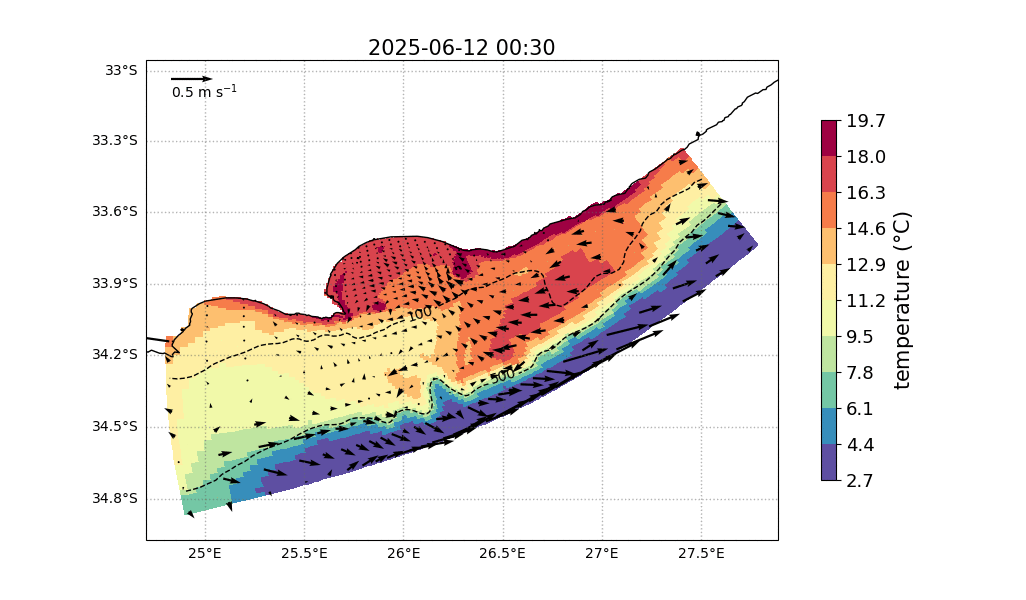 2025-06-12 00:30
0.5 m s⁻¹
33°S
33.3°S
33.6°S
33.9°S
34.2°S
34.5°S
34.8°S
100
500
25°E
25.5°E
26°E
26.5°E
27°E
27.5°E
19.7
18.0
16.3
14.6
12.9
11.2
9.5
7.8
6.1
4.4
2.7
temperature (°C)